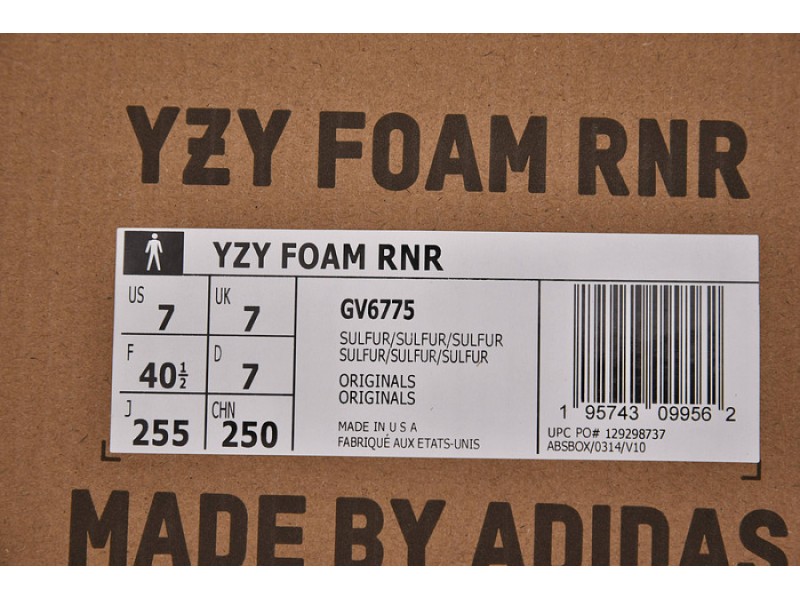 YZY FOAM RNR
YZY FOAM RNR
US 7 UK 7
F 40½ D 7
J 255 CHN 250
GV6775
SULFUR/SULFUR/SULFUR
SULFUR/SULFUR/SULFUR
ORIGINALS
ORIGINALS
MADE IN U S A
FABRIQUÉ AUX ETATS-UNIS
1 95743 09956 2
UPC PO# 129298737
ABSBOX/0314/V10
MADE BY ADIDAS